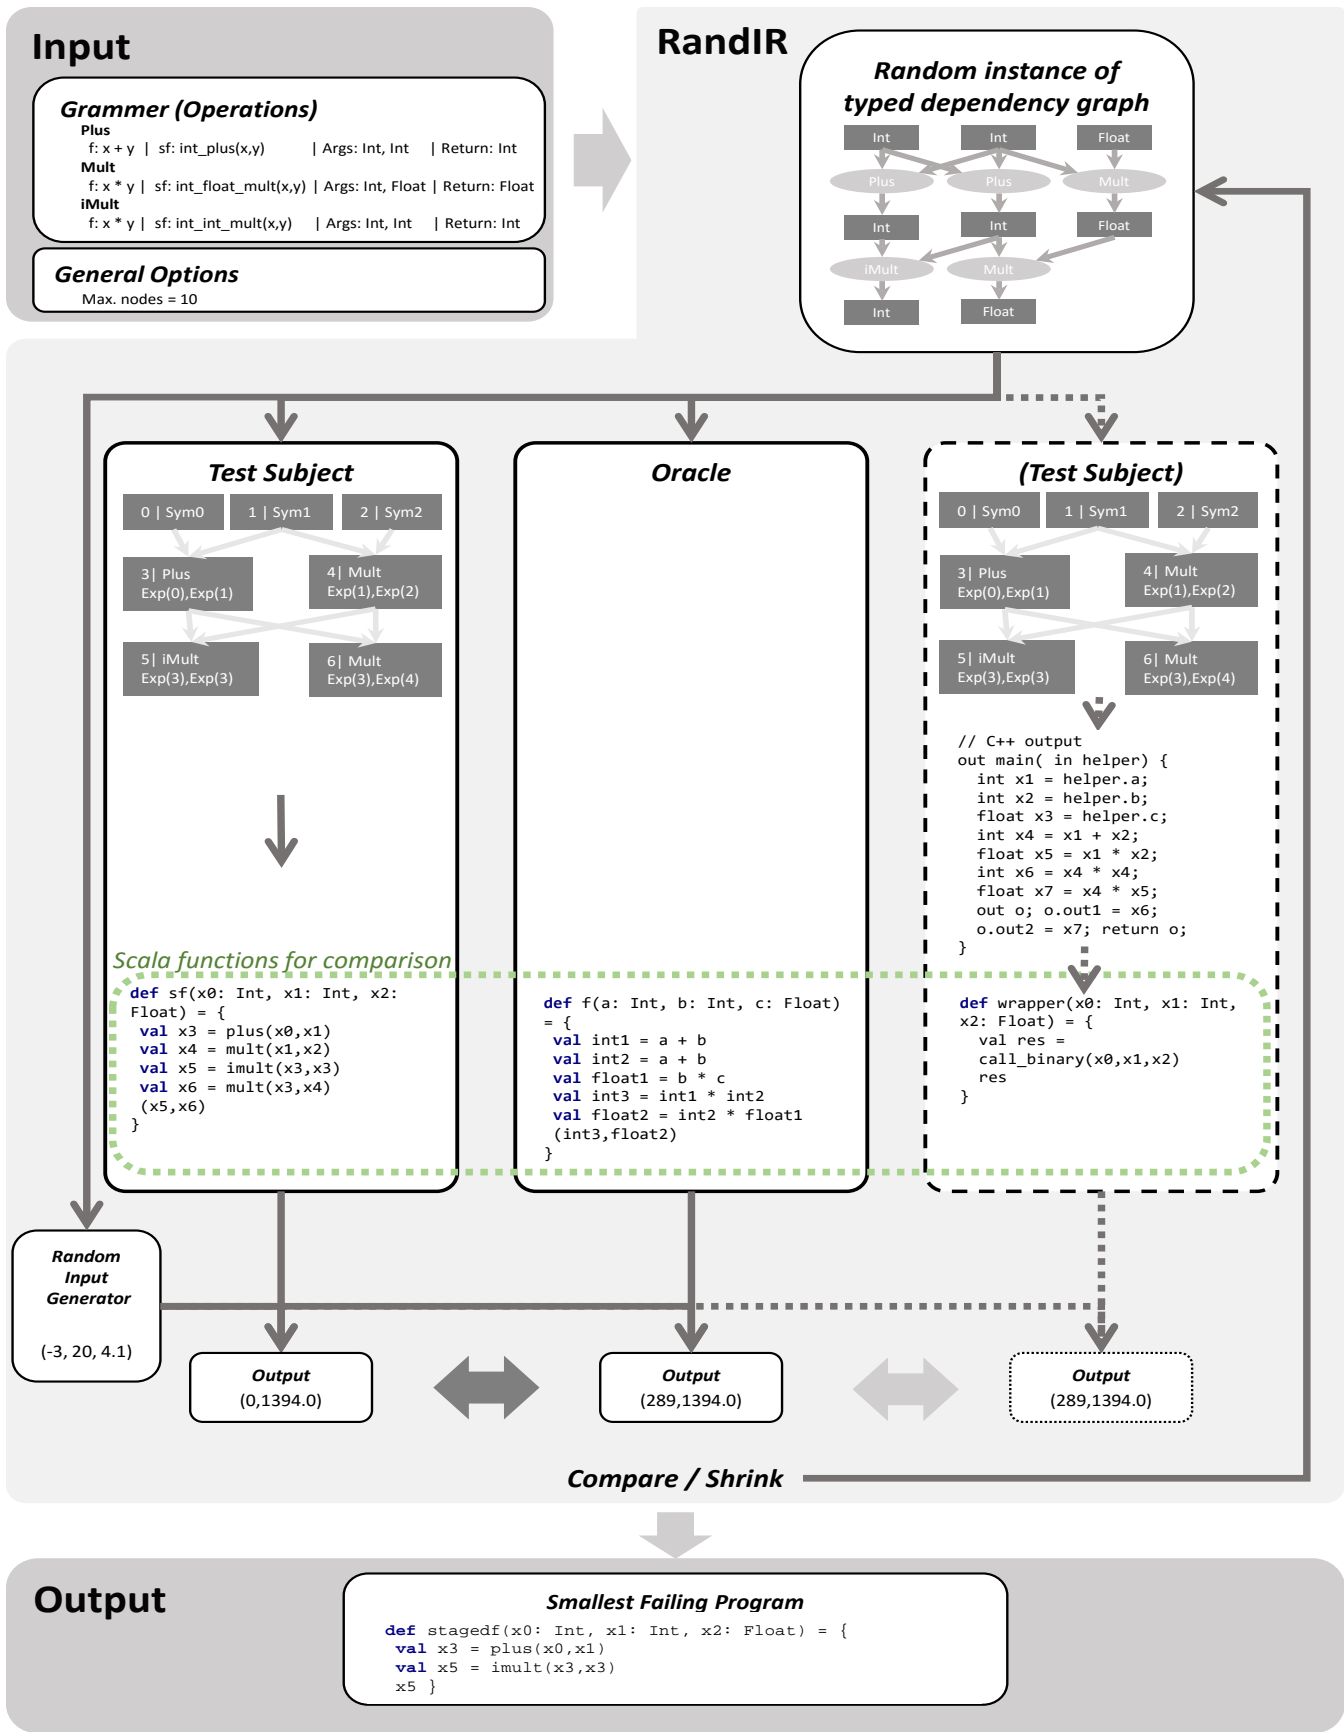 Input
Grammer (Operations)
Plus
f: x + y | sf: int_plus(x,y) | Args: Int, Int | Return: Int
Mult
f: x * y | sf: int_float_mult(x,y) | Args: Int, Float | Return: Float
iMult
f: x * y | sf: int_int_mult(x,y) | Args: Int, Int | Return: Int
General Options
Max. nodes = 10
RandIR
Random instance of
typed dependency graph
Int Int Float
Plus Plus Mult
Int Int Float
iMult Mult
Int Float
Test Subject
0 | Sym0 1 | Sym1 2 | Sym2
3| Plus
Exp(0),Exp(1)
4| Mult
Exp(1),Exp(2)
5| iMult
Exp(3),Exp(3)
6| Mult
Exp(3),Exp(4)
Scala functions for comparison
def sf(x0: Int, x1: Int, x2:
Float) = {
val x3 = plus(x0,x1)
val x4 = mult(x1,x2)
val x5 = imult(x3,x3)
val x6 = mult(x3,x4)
(x5,x6)
}
Oracle
def f(a: Int, b: Int, c: Float)
= {
val int1 = a + b
val int2 = a + b
val float1 = b * c
val int3 = int1 * int2
val float2 = int2 * float1
(int3,float2)
}
(Test Subject)
0 | Sym0 1 | Sym1 2 | Sym2
3| Plus
Exp(0),Exp(1)
4| Mult
Exp(1),Exp(2)
5| iMult
Exp(3),Exp(3)
6| Mult
Exp(3),Exp(4)
// C++ output
out main( in helper) {
int x1 = helper.a;
int x2 = helper.b;
float x3 = helper.c;
int x4 = x1 + x2;
float x5 = x1 * x2;
int x6 = x4 * x4;
float x7 = x4 * x5;
out o; o.out1 = x6;
o.out2 = x7; return o;
}
def wrapper(x0: Int, x1: Int,
x2: Float) = {
val res =
call_binary(x0,x1,x2)
res
}
Random
Input
Generator
(-3, 20, 4.1)
Output
(0,1394.0)
Output
(289,1394.0)
Output
(289,1394.0)
Compare / Shrink
Output
Smallest Failing Program
def stagedf(x0: Int, x1: Int, x2: Float) = {
val x3 = plus(x0,x1)
val x5 = imult(x3,x3)
x5 }